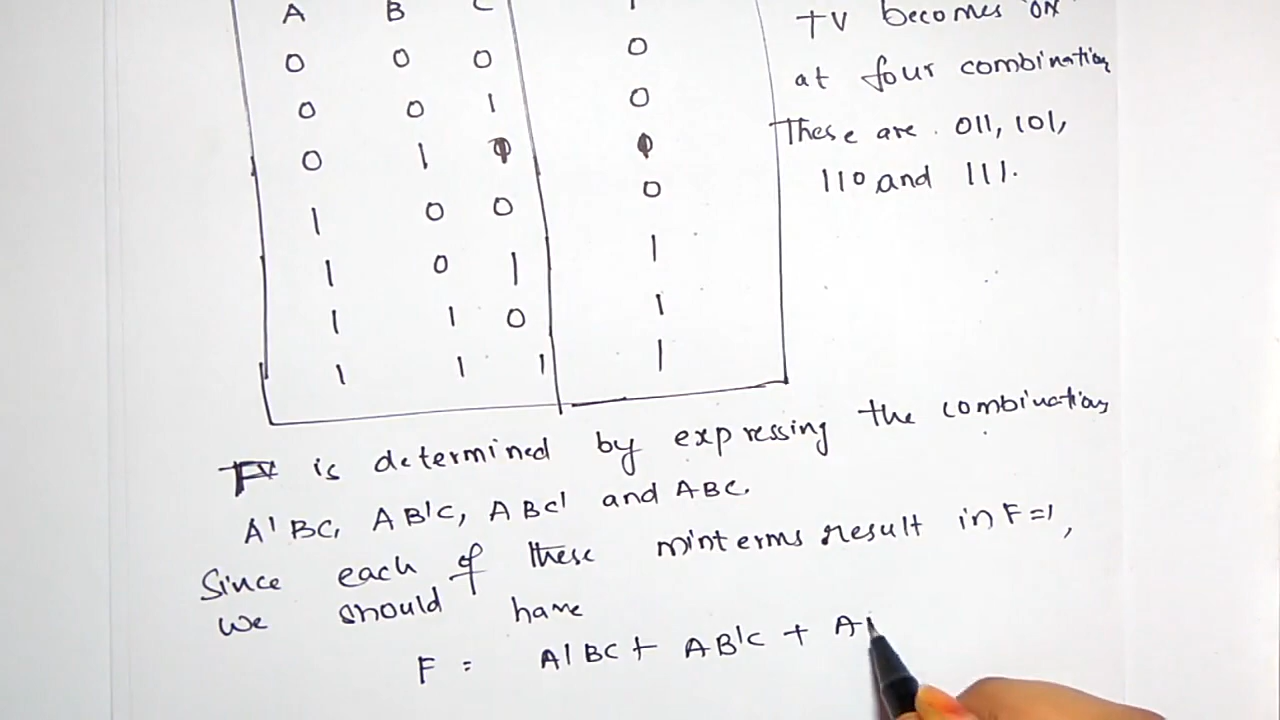 A B C
0 0 0 0
0 0 1 0
0 1
1 0 0 0
1 0 1 1
1 1 0 1
1 1 1 1
TV becomes on
at four combination
These are 011, 101,
110 and 111.
F is determined by expressing the combination
A'BC, AB'C, ABC' and ABC.
Since each of these minterms result in F=1,
we should have
F = A'BC + AB'C + A